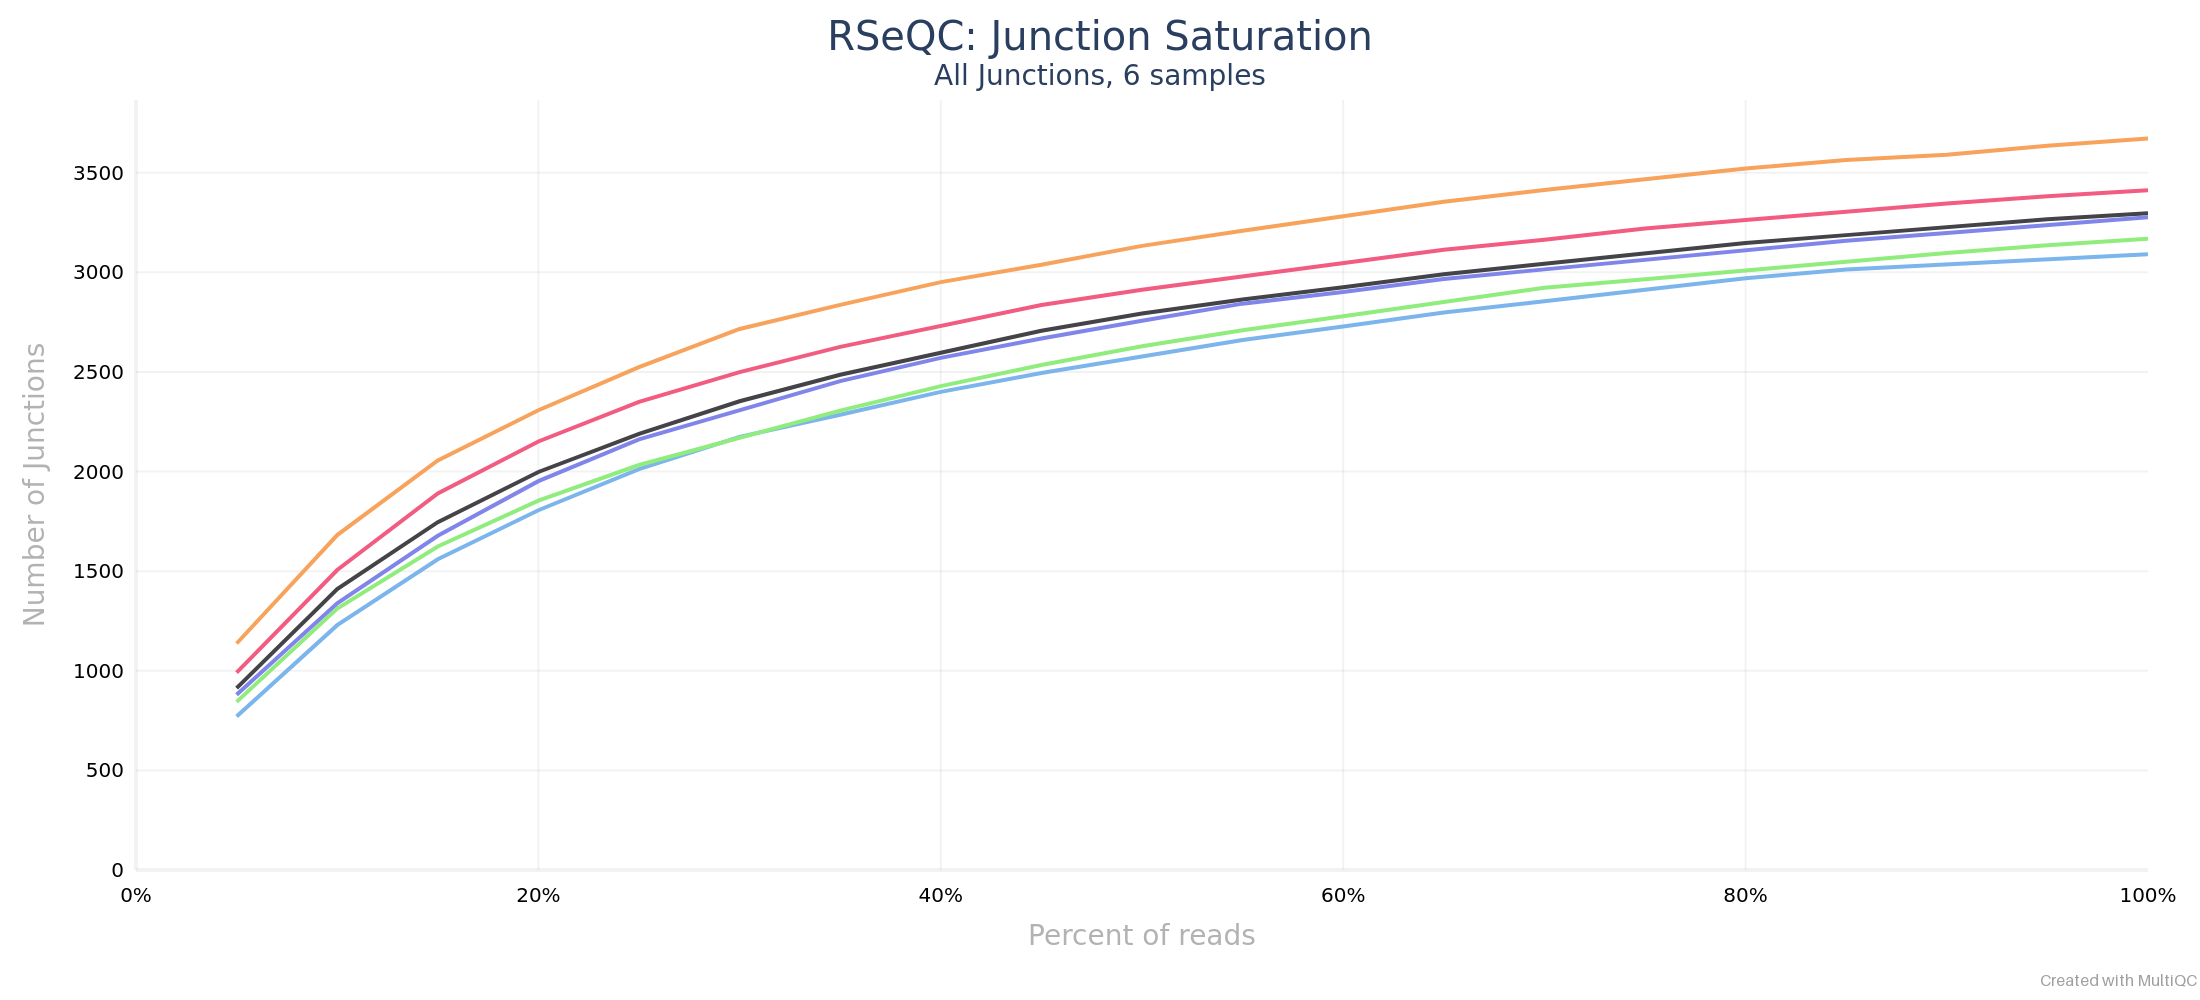 RSeQC: Junction Saturation
All Junctions, 6 samples
Number of Junctions
3500
3000
2500
2000
1500
1000
500
0
0% 20% 40% 60% 80% 100%
Percent of reads
Created with MultiQC